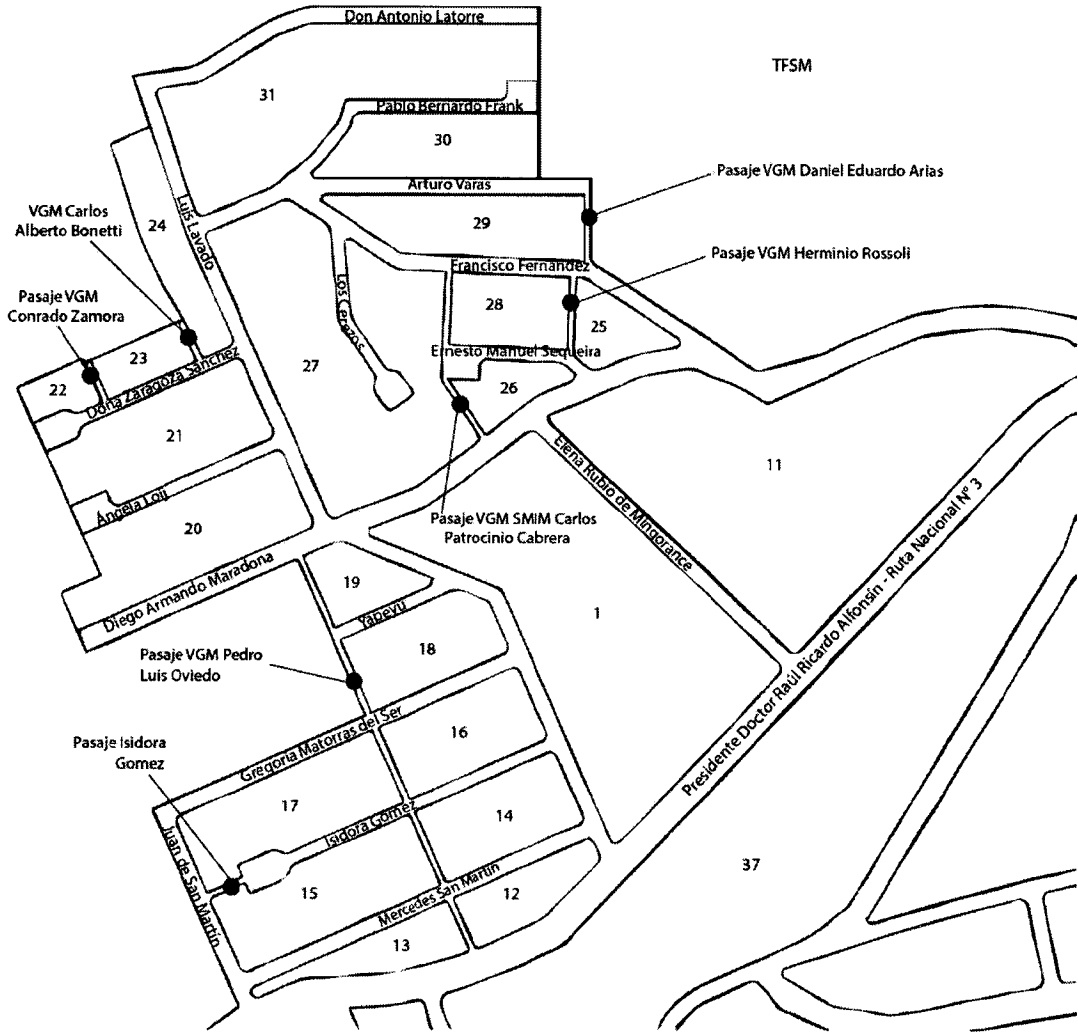 Don Antonio Latorre
TFSM
31
Pablo Bernardo Frank
30
Pasaje VGM Daniel Eduardo Arias
Arturo Varas
VGM Carlos
Alberto Bonetti
24
Luis Lavado
29
Pasaje VGM Herminio Rossoli
Francisco Fernandez
Pasaje VGM
Conrado Zamora
Los Cerezos
28
25
23
Ernesto Manuel Sequeira
27
22
Doña Zaragoza Sanchez
26
21
Elena Rubio de Mingorance
11
Angela Loij
20
Pasaje VGM SMIM Carlos
Patrocinio Cabrera
Presidente Doctor Raúl Ricardo Alfonsín - Ruta Nacional Nº 3
Diego Armando Maradona
19
Yapeyú
1
18
Pasaje VGM Pedro
Luis Oviedo
Gregoria Matorras del Ser
16
Pasaje Isidora
Gomez
17
Isidora Gómez
14
Juan de San Martín
37
15
Mercedes San Martín
12
13